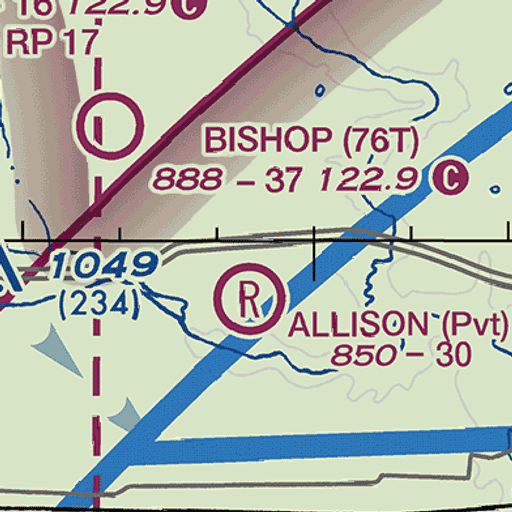 - 16 122.9 C
RP 17
BISHOP (76T)
888 - 37 122.9 C
1049
(234)
R
ALLISON (Pvt)
850 - 30